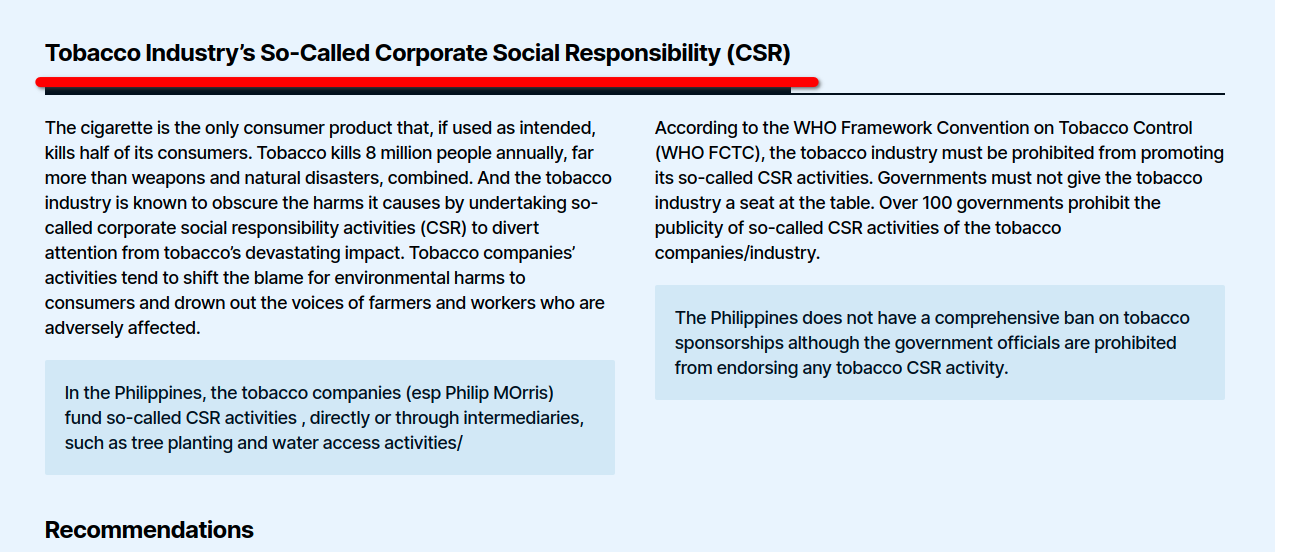 Tobacco Industry’s So-Called Corporate Social Responsibility (CSR)
The cigarette is the only consumer product that, if used as intended,
kills half of its consumers. Tobacco kills 8 million people annually, far
more than weapons and natural disasters, combined. And the tobacco
industry is known to obscure the harms it causes by undertaking so-
called corporate social responsibility activities (CSR) to divert
attention from tobacco’s devastating impact. Tobacco companies’
activities tend to shift the blame for environmental harms to
consumers and drown out the voices of farmers and workers who are
adversely affected.
In the Philippines, the tobacco companies (esp Philip MOrris)
fund so-called CSR activities , directly or through intermediaries,
such as tree planting and water access activities/
According to the WHO Framework Convention on Tobacco Control
(WHO FCTC), the tobacco industry must be prohibited from promoting
its so-called CSR activities. Governments must not give the tobacco
industry a seat at the table. Over 100 governments prohibit the
publicity of so-called CSR activities of the tobacco
companies/industry.
The Philippines does not have a comprehensive ban on tobacco
sponsorships although the government officials are prohibited
from endorsing any tobacco CSR activity.
Recommendations